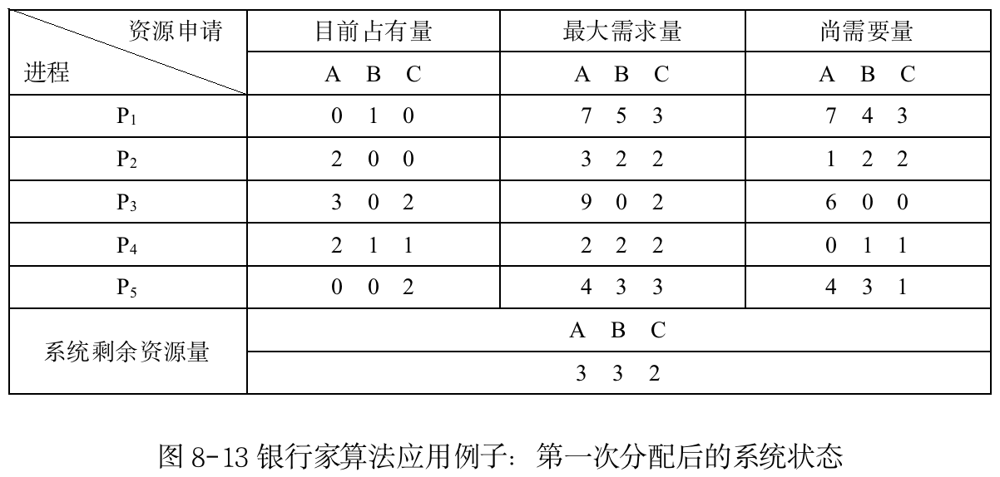 资源申请 目前占有量 最大需求量 尚需要量
进程 A B C A B C A B C
P₁ 0 1 0 7 5 3 7 4 3
P₂ 2 0 0 3 2 2 1 2 2
P₃ 3 0 2 9 0 2 6 0 0
P₄ 2 1 1 2 2 2 0 1 1
P₅ 0 0 2 4 3 3 4 3 1
系统剩余资源量 A B C
3 3 2
图 8-13 银行家算法应用例子：第一次分配后的系统状态